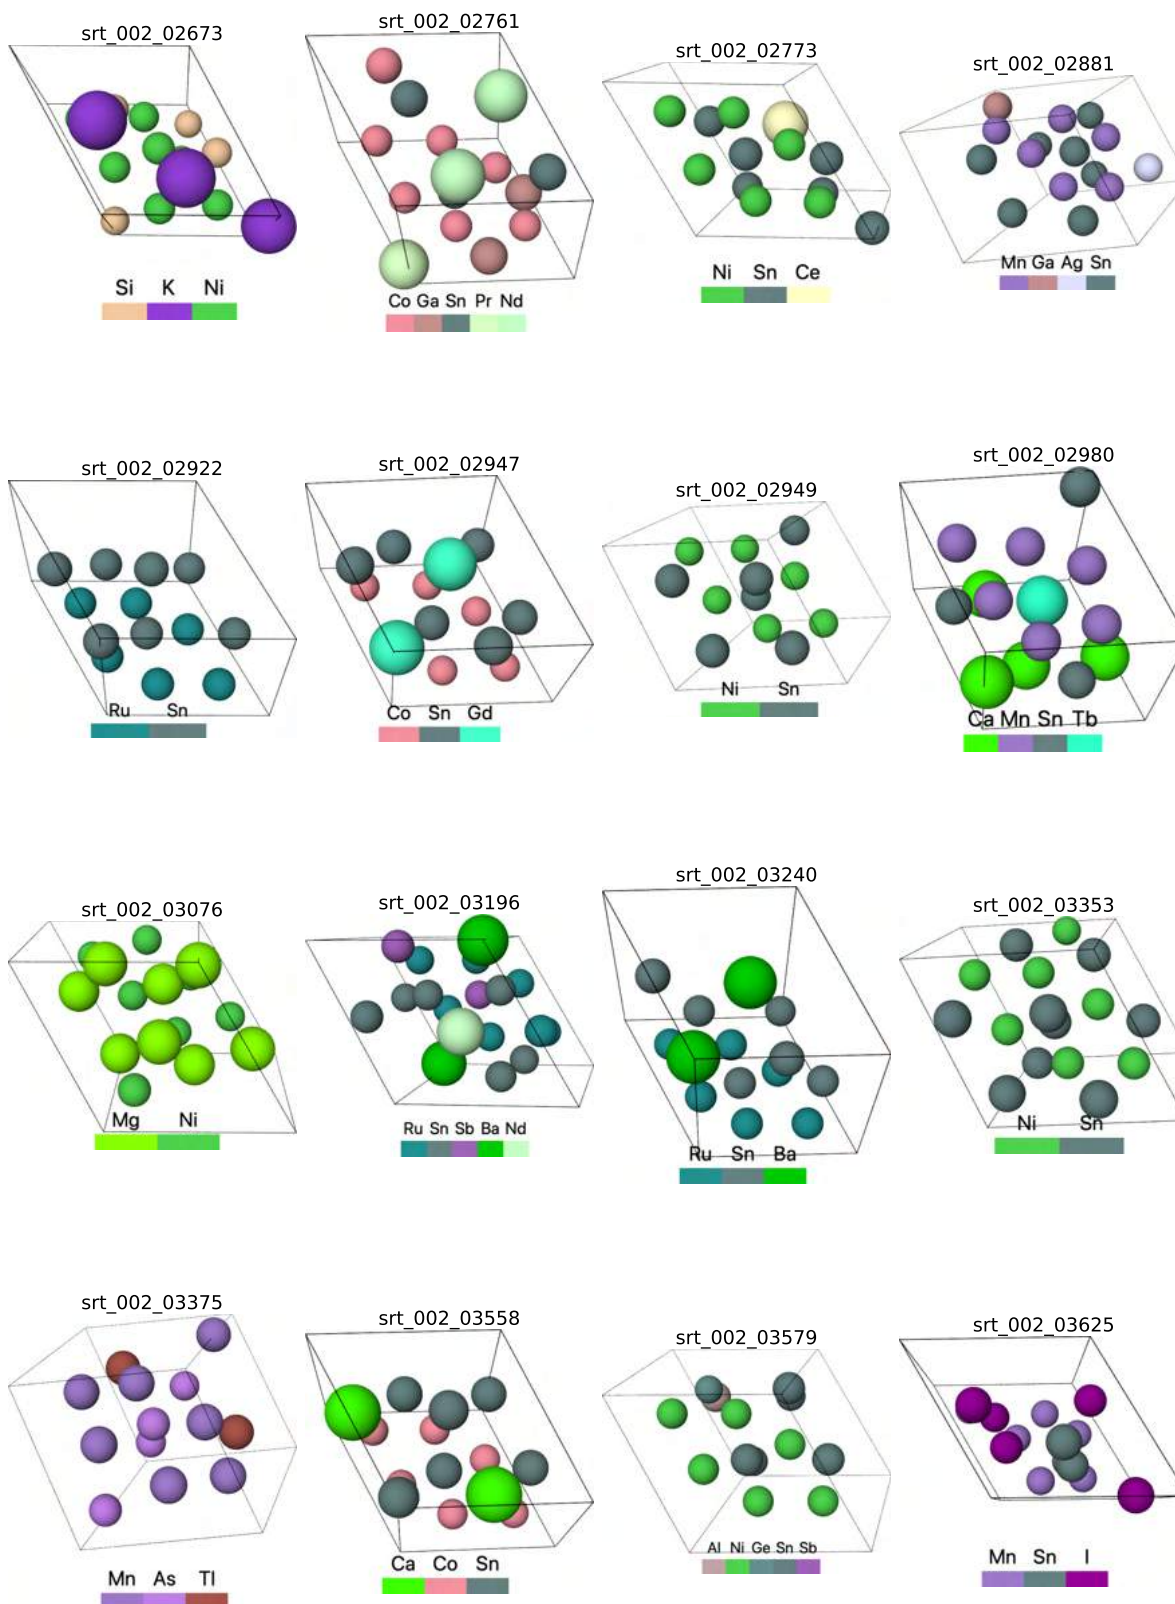 srt_002_02673
srt_002_02761
srt_002_02773
srt_002_02881
Si K Ni
Co Ga Sn Pr Nd
Ni Sn Ce
Mn Ga Ag Sn
srt_002_02922
srt_002_02947
srt_002_02949
srt_002_02980
Ru Sn
Co Sn Gd
Ni Sn
Ca Mn Sn Tb
srt_002_03076
srt_002_03196
srt_002_03240
srt_002_03353
Mg Ni
Ru Sn Sb Ba Nd
Ru Sn Ba
Ni Sn
srt_002_03375
srt_002_03558
srt_002_03579
srt_002_03625
Mn As Tl
Ca Co Sn
Al Ni Ge Sn Sb
Mn Sn I